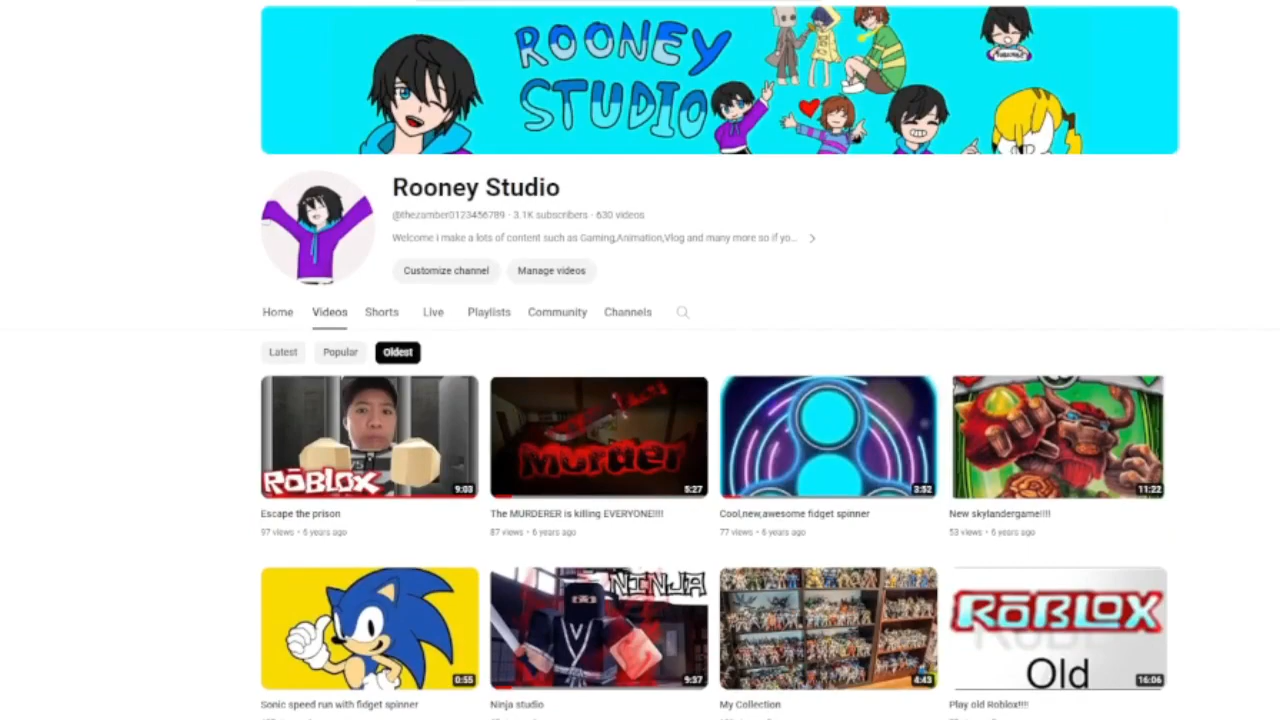 ROONEY
STUDIO
Rooney Studio
3.1K subscribers · 630 videos
Welcome I make a lots of content such as Gaming,Animation,Vlog and many more so if yo...
Customize channel Manage videos
Home Videos Shorts Live Playlists Community Channels
Latest Popular Oldest
ROBLOX 9:03
Murder 5:27
3:52
11:22
Escape the prison
97 views • 6 years ago
The MURDERER is killing EVERYONE!!!!
87 views • 6 years ago
Cool,new,awesome fidget spinner
77 views • 6 years ago
New skylandergame!!!!
53 views • 6 years ago
0:55
NINJA
9:37
4:43
ROBLOX
Old
16:06
Sonic speed run with fidget spinner
Ninja studio
My Collection
Play old Roblox!!!!